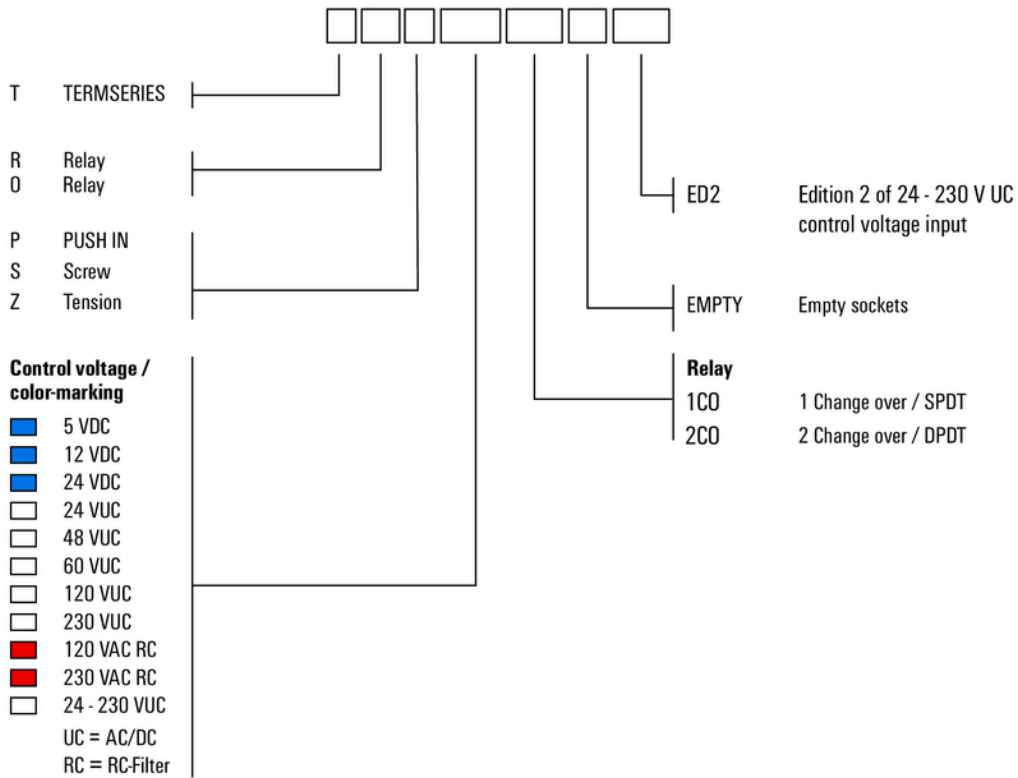 T TERMSERIES
R Relay
O Relay
P PUSH IN
S Screw
Z Tension
Control voltage /
color-marking
5 VDC
12 VDC
24 VDC
24 VUC
48 VUC
60 VUC
120 VUC
230 VUC
120 VAC RC
230 VAC RC
24 - 230 VUC
UC = AC/DC
RC = RC-Filter
ED2 Edition 2 of 24 - 230 V UC
control voltage input
EMPTY Empty sockets
Relay
1CO 1 Change over / SPDT
2CO 2 Change over / DPDT